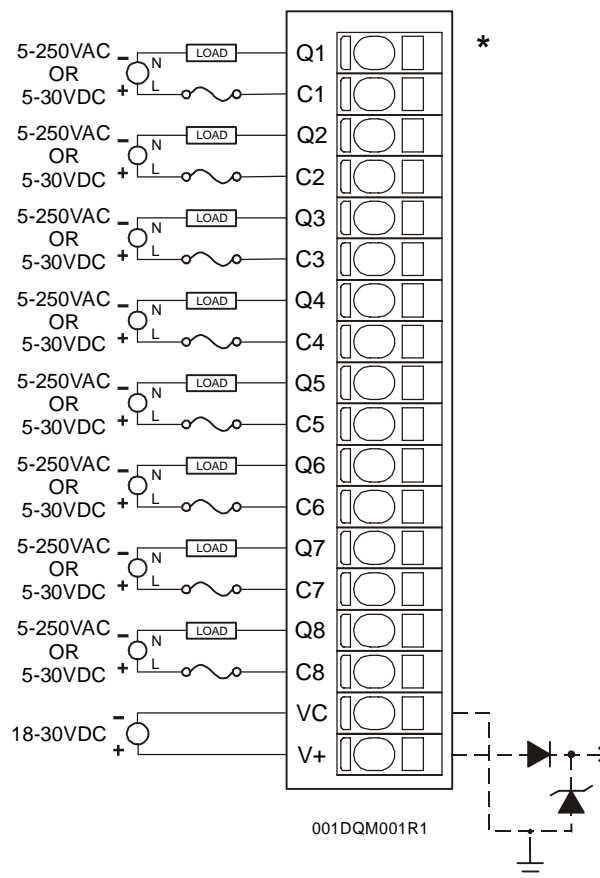 *
5-250VAC - N LOAD Q1
OR
5-30VDC + L C1
5-250VAC - N LOAD Q2
OR
5-30VDC + L C2
5-250VAC - N LOAD Q3
OR
5-30VDC + L C3
5-250VAC - N LOAD Q4
OR
5-30VDC + L C4
5-250VAC - N LOAD Q5
OR
5-30VDC + L C5
5-250VAC - N LOAD Q6
OR
5-30VDC + L C6
5-250VAC - N LOAD Q7
OR
5-30VDC + L C7
5-250VAC - N LOAD Q8
OR
5-30VDC + L C8
- VC
18-30VDC
+ V+
001DQM001R1